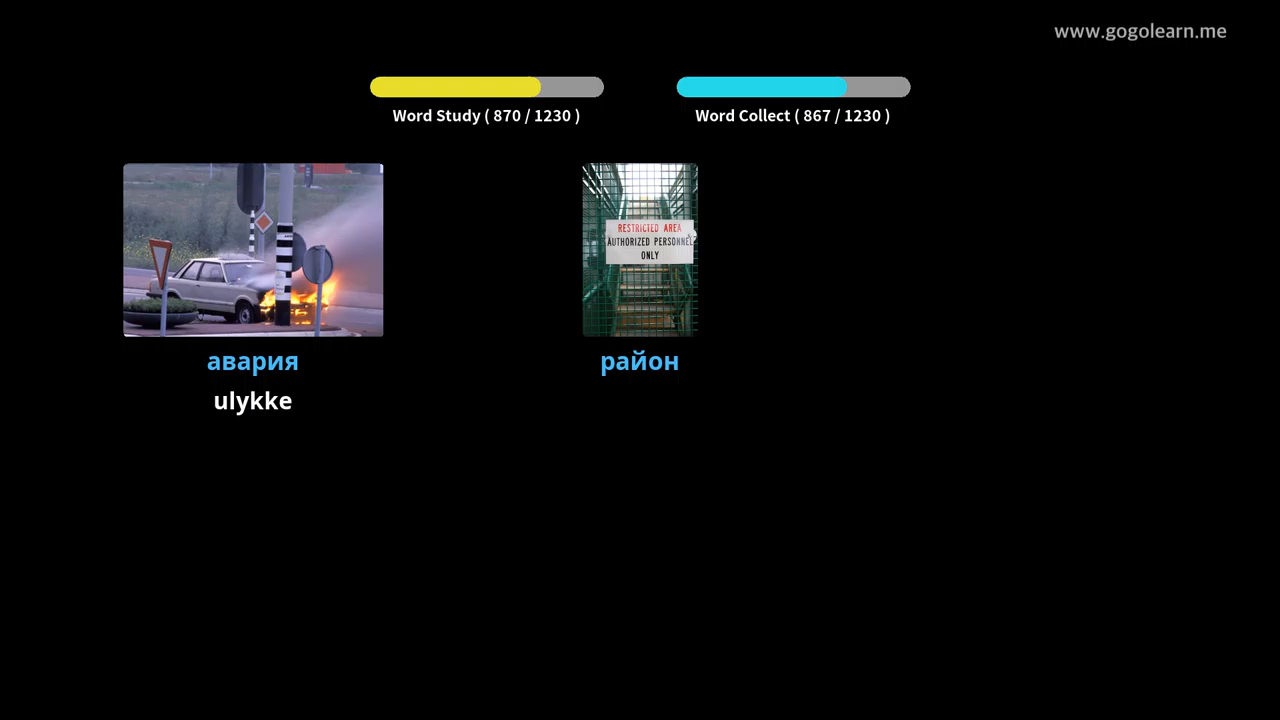 www.gogolearn.me
Word Study ( 870 / 1230 )
Word Collect ( 867 / 1230 )
RESTRICTED AREA
AUTHORIZED PERSONNEL
ONLY
авария
район
ulykke